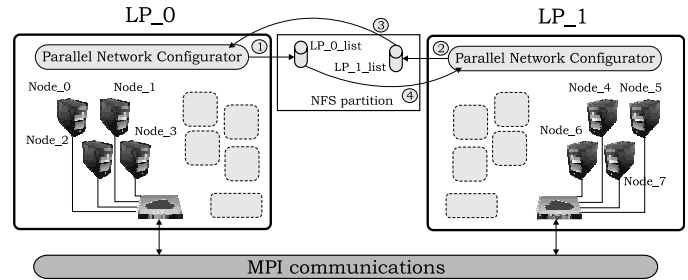 LP_0
LP_1
Parallel Network Configurator
1
LP_0_list
3
LP_1_list
2
Parallel Network Configurator
4
NFS partition
Node_0
Node_1
Node_2
Node_3
Node_4
Node_5
Node_6
Node_7
MPI communications